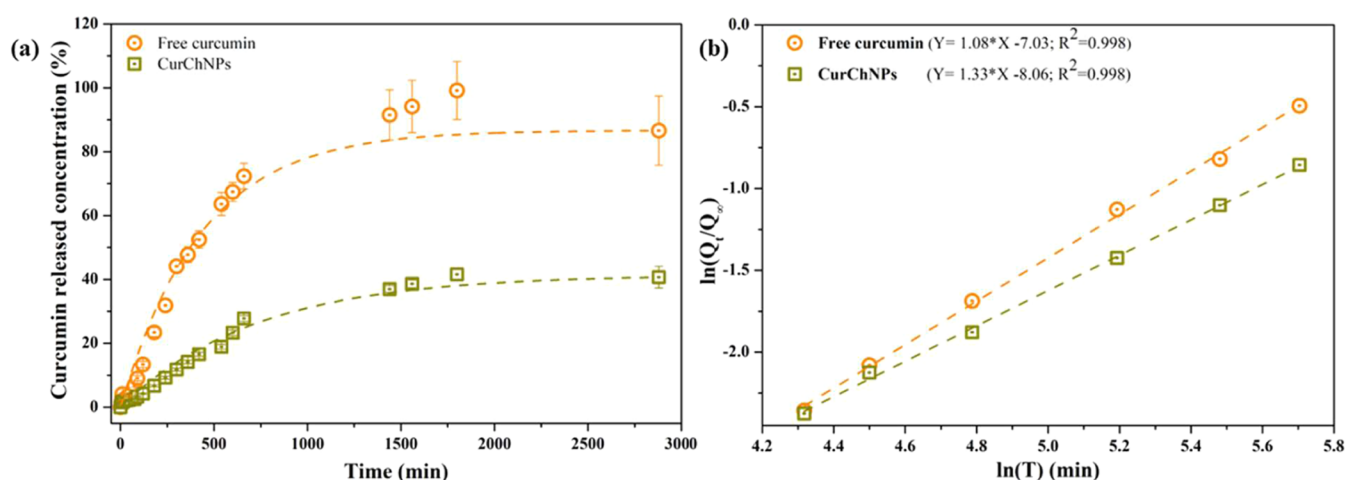 (a)
Curcumin released concentration (%)
120
100
80
60
40
20
0
Free curcumin
CurChNPs
0 500 1000 1500 2000 2500 3000
Time (min)
(b)
ln(Qt/Q∞)
0.0
-0.5
-1.0
-1.5
-2.0
Free curcumin (Y= 1.08*X -7.03; R²=0.998)
CurChNPs (Y= 1.33*X -8.06; R²=0.998)
4.2 4.4 4.6 4.8 5.0 5.2 5.4 5.6 5.8
ln(T) (min)